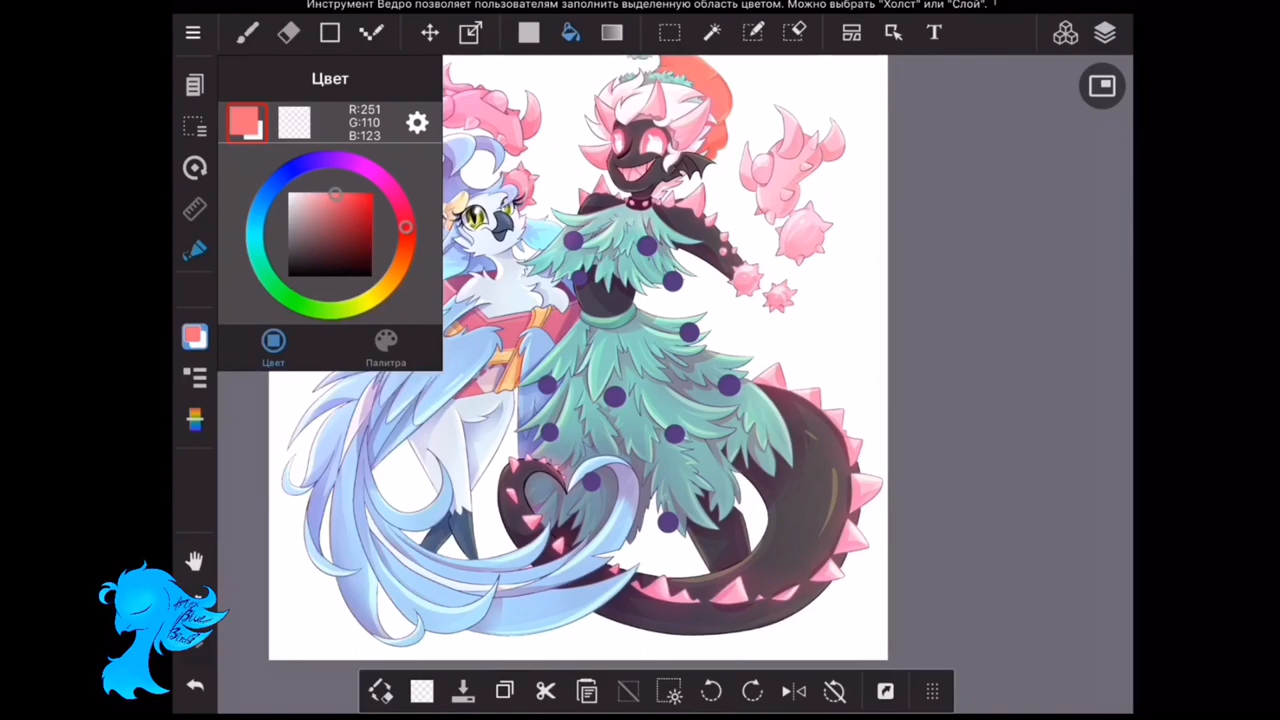 Инструмент Ведро позволяет пользователям заполнить выделенную область цветом. Можно выбрать "Холст" или "Слой".
Цвет
R:251
G:110
B:123
Цвет
Палитра
T
Blue